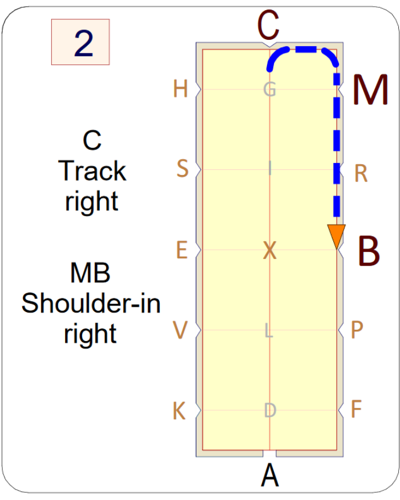 2
C
C
Track
right
MB
Shoulder-in
right
H G M
S I R
E X B
V L P
K D F
A